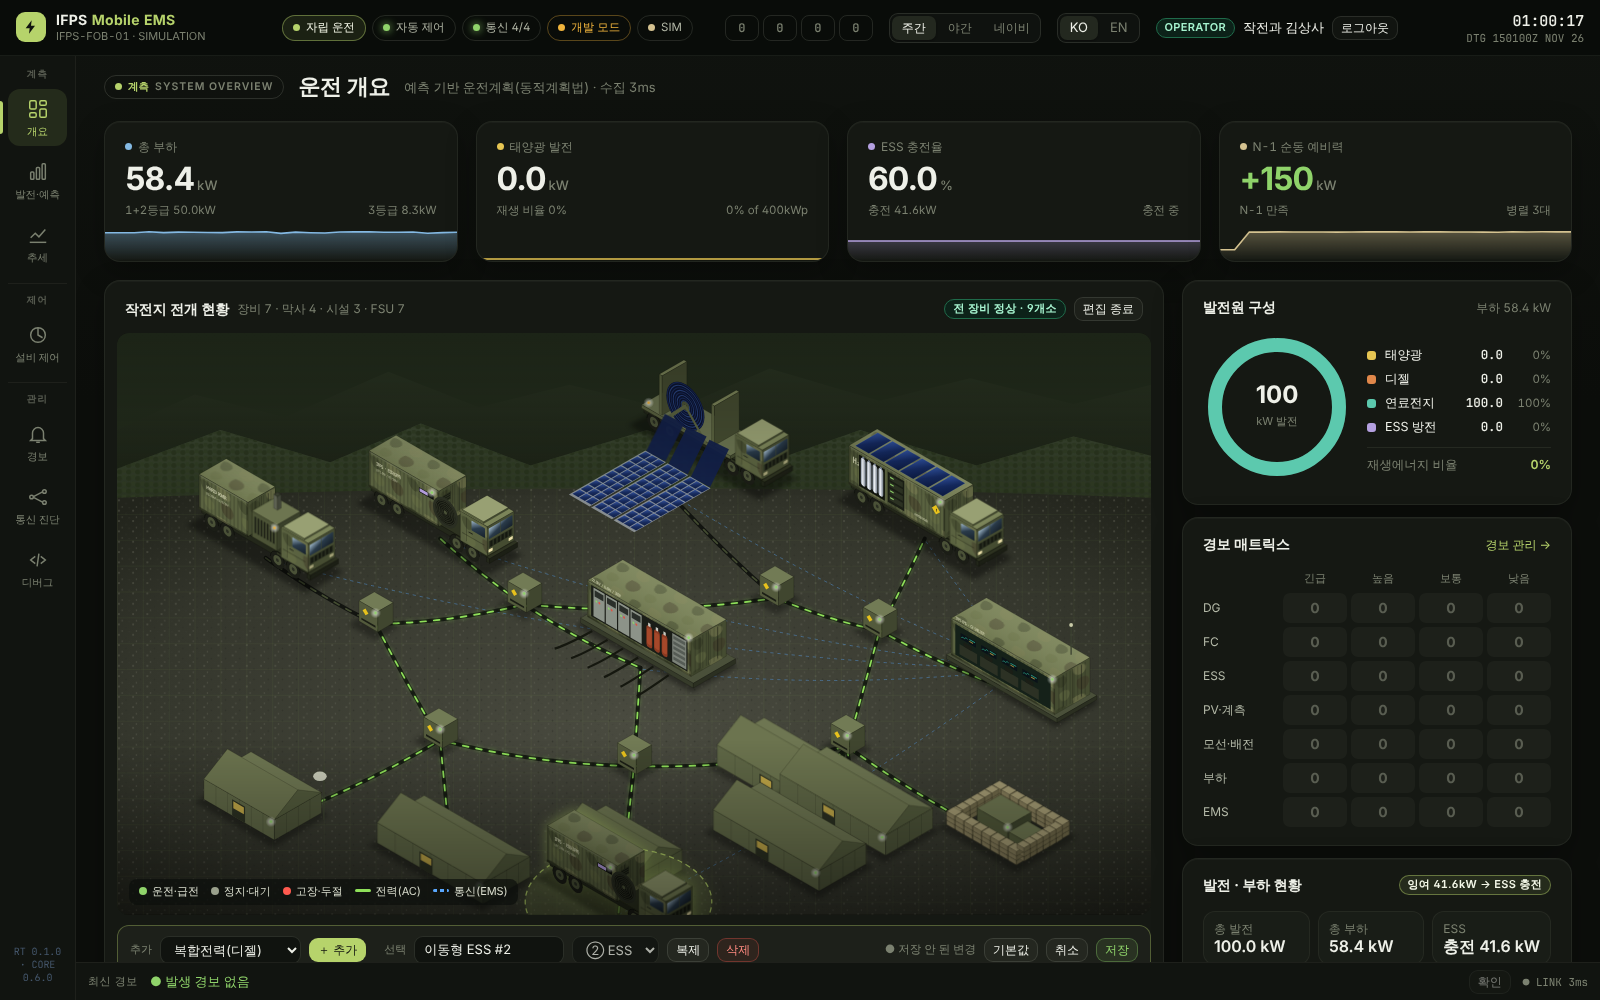 IFPS Mobile EMS
IFPS-FOB-01 · SIMULATION
자립 운전
자동 제어
통신 4/4
개발 모드
SIM
0 0 0 0
주간 야간 네이비
KO EN
OPERATOR 작전과 김상사 로그아웃
01:00:17
DTG 150100Z NOV 26
계측
개요
발전·예측
추세
제어
설비 제어
관리
경보
통신 진단
디버그
RT 0.1.0
· CORE
0.6.0
계측 SYSTEM OVERVIEW 운전 개요 예측 기반 운전계획(동적계획법) · 수집 3ms
총 부하
58.4 kW
1+2등급 50.0kW 3등급 8.3kW
태양광 발전
0.0 kW
재생 비율 0% 0% of 400kWp
ESS 충전율
60.0 %
충전 41.6kW 충전 중
N-1 순동 예비력
+150 kW
N-1 만족 병렬 3대
작전지 전개 현황 장비 7 · 막사 4 · 시설 3 · FSU 7
전 장비 정상 · 9개소 편집 종료
운전·급전 정지·대기 고장·두절 전력(AC) 통신(EMS)
추가 복합전력(디젤) + 추가 선택 이동형 ESS #2 ② ESS 복제 삭제
저장 안 된 변경 기본값 취소 저장
발전원 구성 부하 58.4 kW
100
kW 발전
태양광 0.0 0%
디젤 0.0 0%
연료전지 100.0 100%
ESS 방전 0.0 0%
재생에너지 비율 0%
경보 매트릭스 경보 관리 →
긴급 높음 보통 낮음
DG 0 0 0 0
FC 0 0 0 0
ESS 0 0 0 0
PV·계측 0 0 0 0
모선·배전 0 0 0 0
부하 0 0 0 0
EMS 0 0 0 0
발전 · 부하 현황 잉여 41.6kW → ESS 충전
총 발전
100.0 kW
총 부하
58.4 kW
ESS
충전 41.6 kW
최신 경보 발생 경보 없음
확인 LINK 3ms